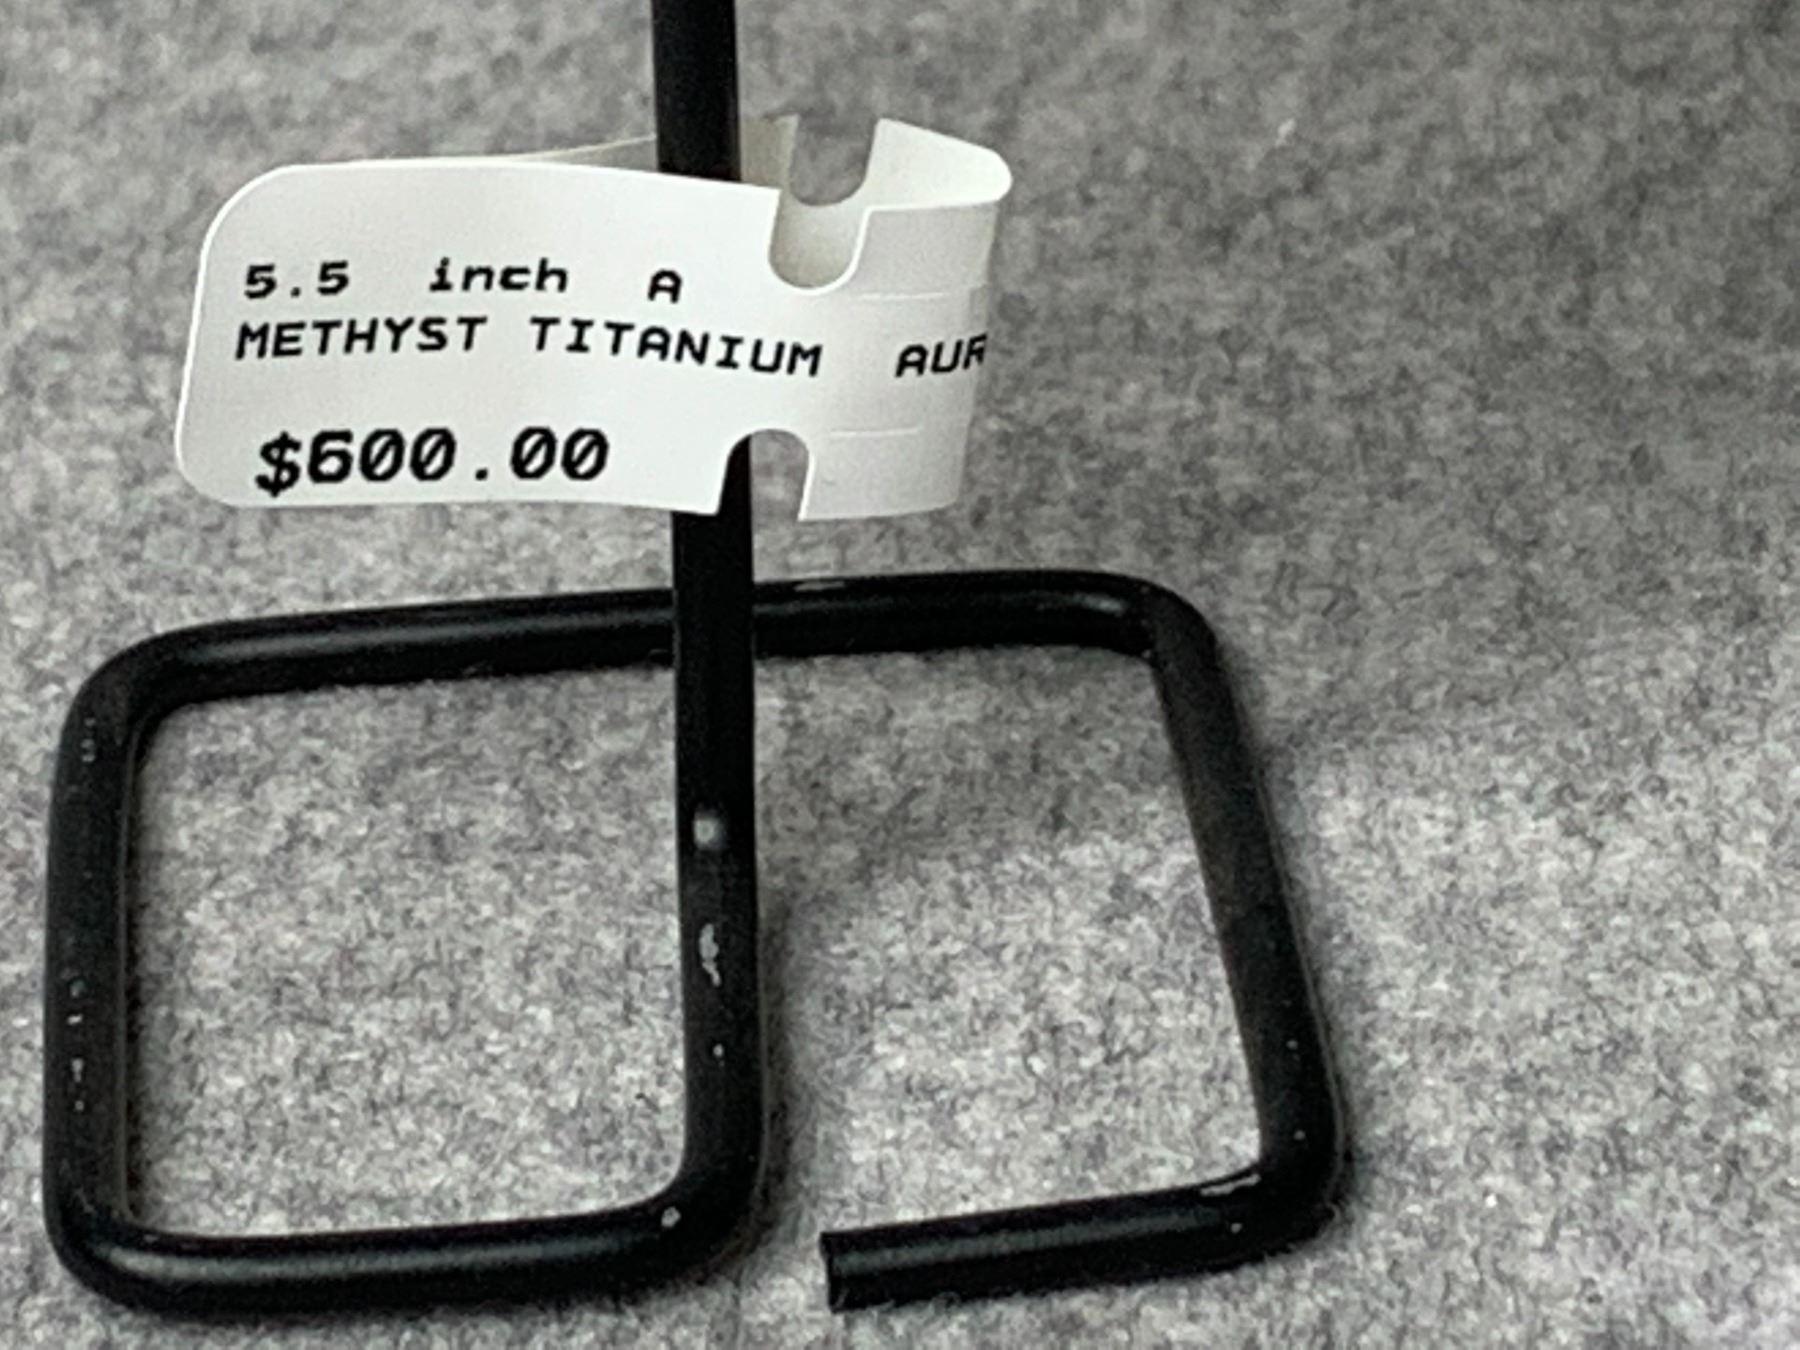 5.5 inch A
METHYST TITANIUM AUR
$600.00